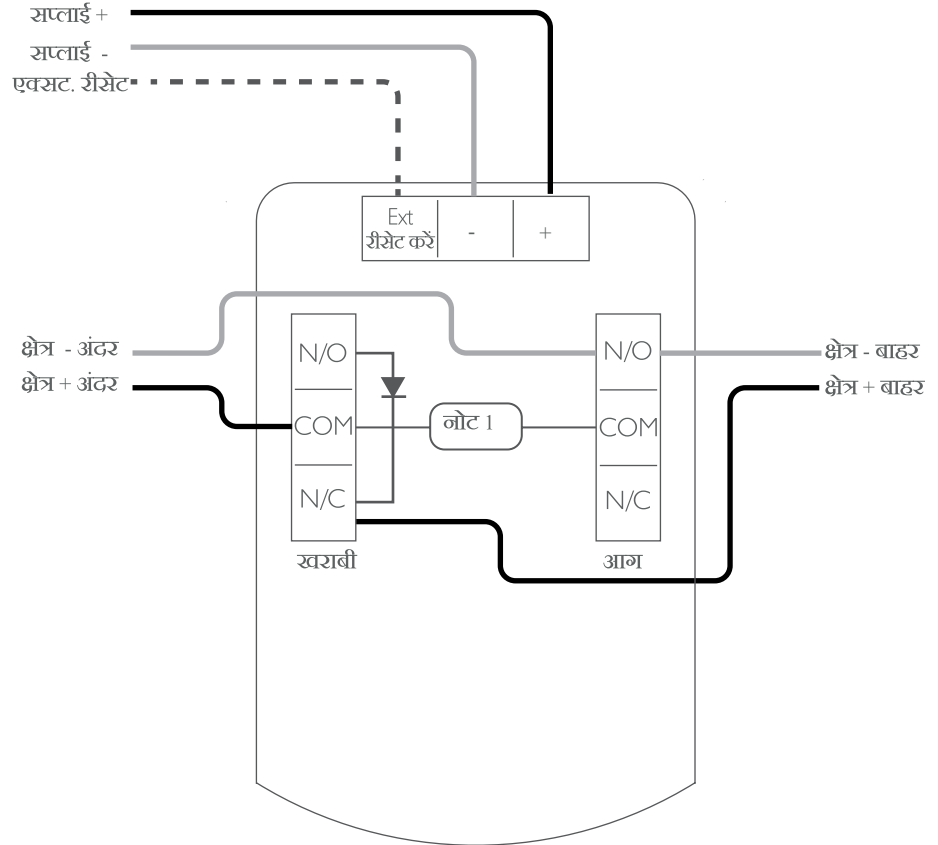 सप्लाई +
सप्लाई -
एक्सट. रीसेट
Ext
रीसेट करें
-
+
क्षेत्र - अंदर
क्षेत्र + अंदर
N/O
COM
N/C
खराबी
नोट 1
N/O
COM
N/C
आग
क्षेत्र - बाहर
क्षेत्र + बाहर